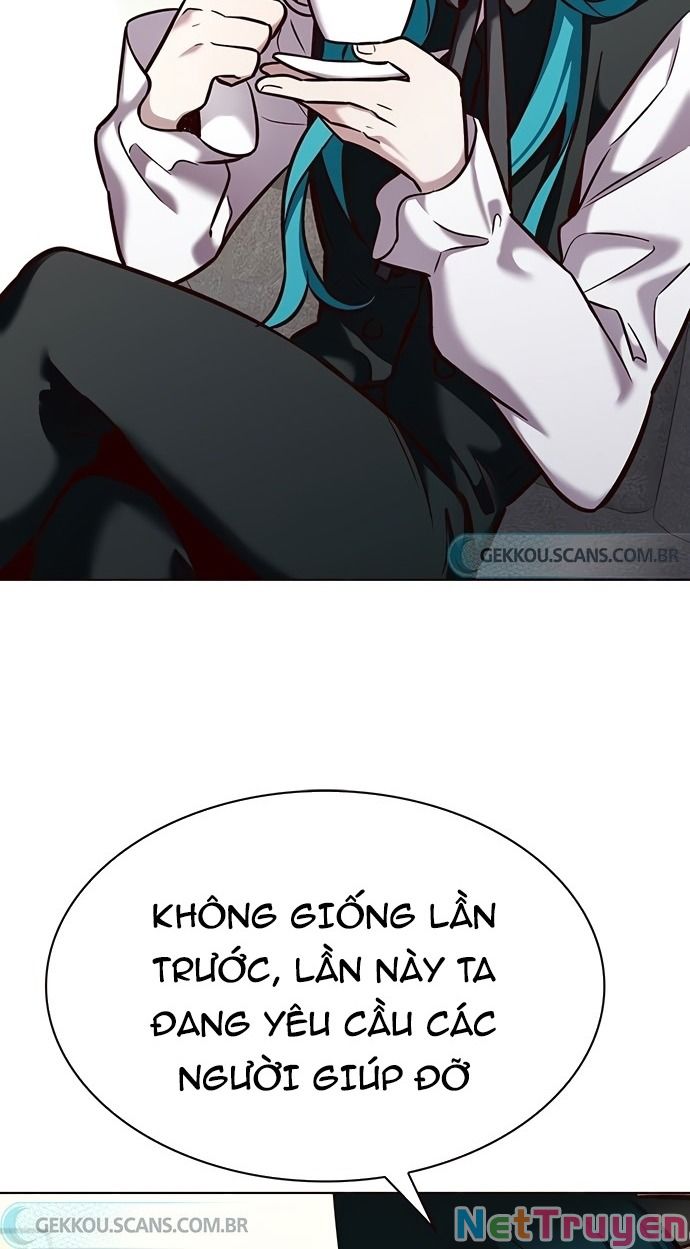 GEKKOU.SCANS.COM.BR
KHÔNG GIỐNG LẦN
TRƯỚC, LẦN NÀY TA
ĐANG YÊU CẦU CÁC
NGƯỜI GIÚP ĐỠ
GEKKOU.SCANS.COM.BR
NetTruyen